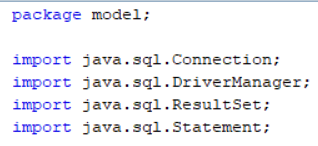 package model;
import java.sql.Connection;
import java.sql.DriverManager;
import java.sql.ResultSet;
import java.sql.Statement;